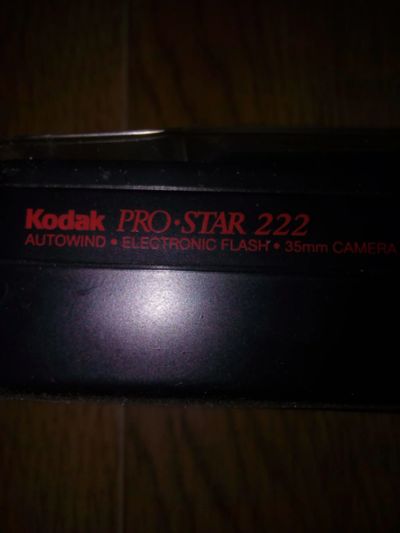 Kodak PRO·STAR 222
AUTOWIND • ELECTRONIC FLASH • 35mm CAMERA